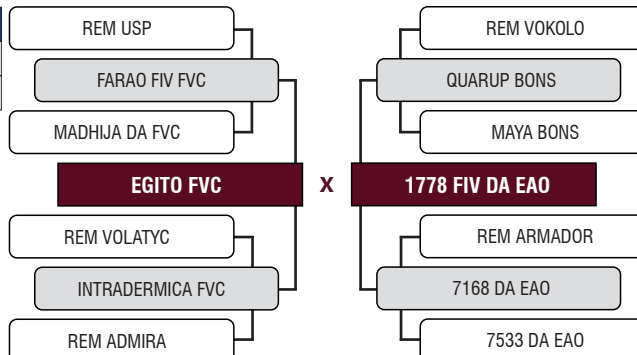 REM USP
REM VOKOLO
FARAO FIV FVC
QUARUP BONS
MADHIJA DA FVC
MAYA BONS
EGITO FVC X 1778 FIV DA EAO
REM VOLATYC
REM ARMADOR
INTRADERMICA FVC
7168 DA EAO
REM ADMIRA
7533 DA EAO